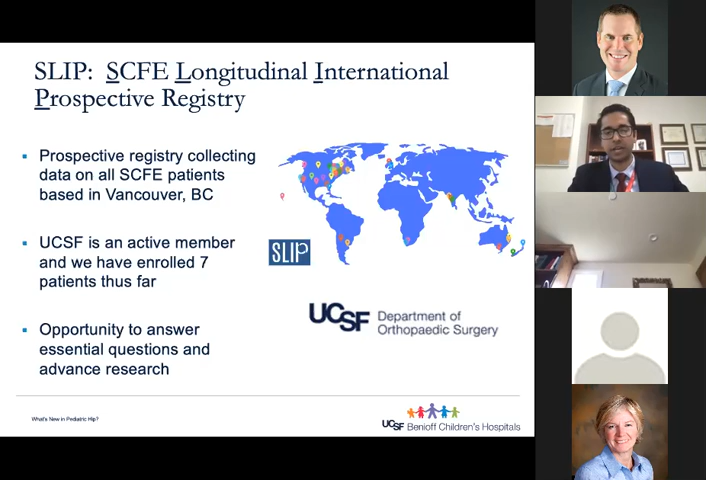 SLIP: SCFE Longitudinal International
Prospective Registry
▪ Prospective registry collecting
data on all SCFE patients
based in Vancouver, BC
▪ UCSF is an active member
and we have enrolled 7
patients thus far
▪ Opportunity to answer
essential questions and
advance research
SLIP
UCSF Department of
Orthopaedic Surgery
What's New in Pediatric Hip?
UCSF Benioff Children's Hospitals